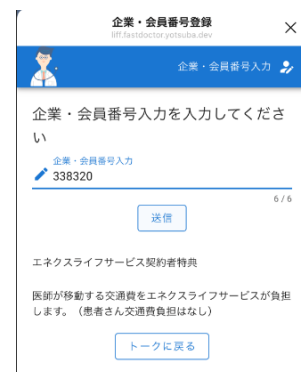 企業・会員番号登録
liff.fastdoctor.yotsuba.dev
企業・会員番号入力
企業・会員番号入力を入力してくださ
い
企業・会員番号入力
338320
6 / 6
送信
エネクスライフサービス契約者特典
医師が移動する交通費をエネクスライフサービスが負担
します。（患者さん交通費負担はなし）
トークに戻る